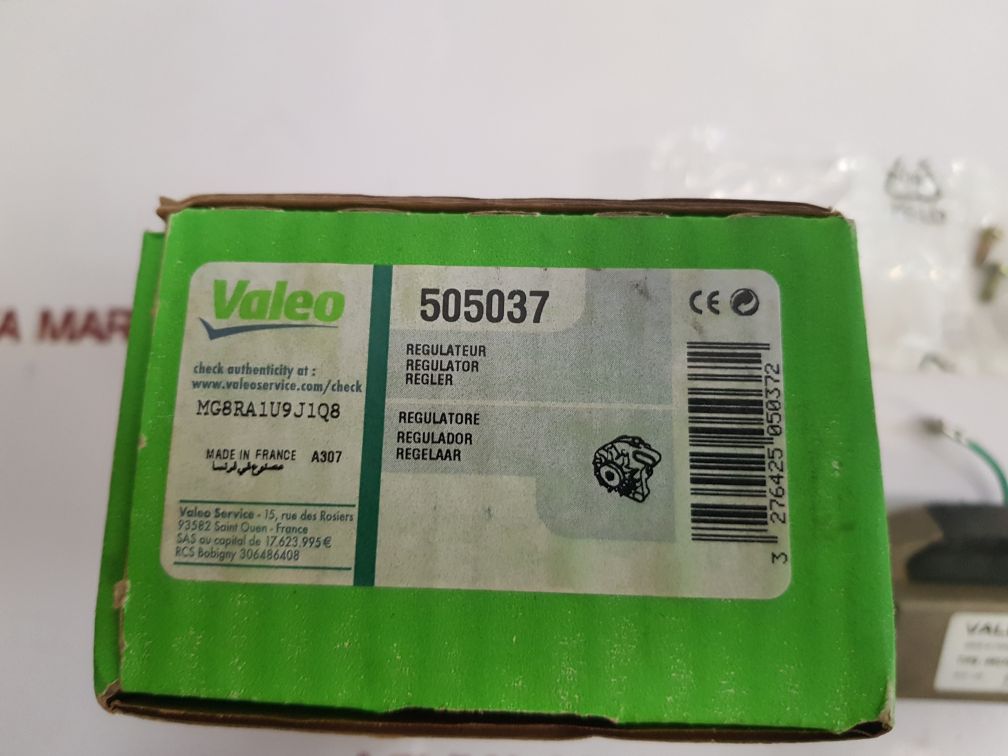 Valeo
check authenticity at :
www.valeoservice.com/check
MG8RA1U9J1Q8
MADE IN FRANCE A307
مصنوع في فرنسا
Valeo Service - 15, rue des Rosiers
93582 Saint Ouen - France
SAS au capital de 17.623.995€
RCS Bobigny 306486408
505037
REGULATEUR
REGULATOR
REGLER
REGULATORE
REGULADOR
REGELAAR
CE
3 276425 050372
A MAR
VAL